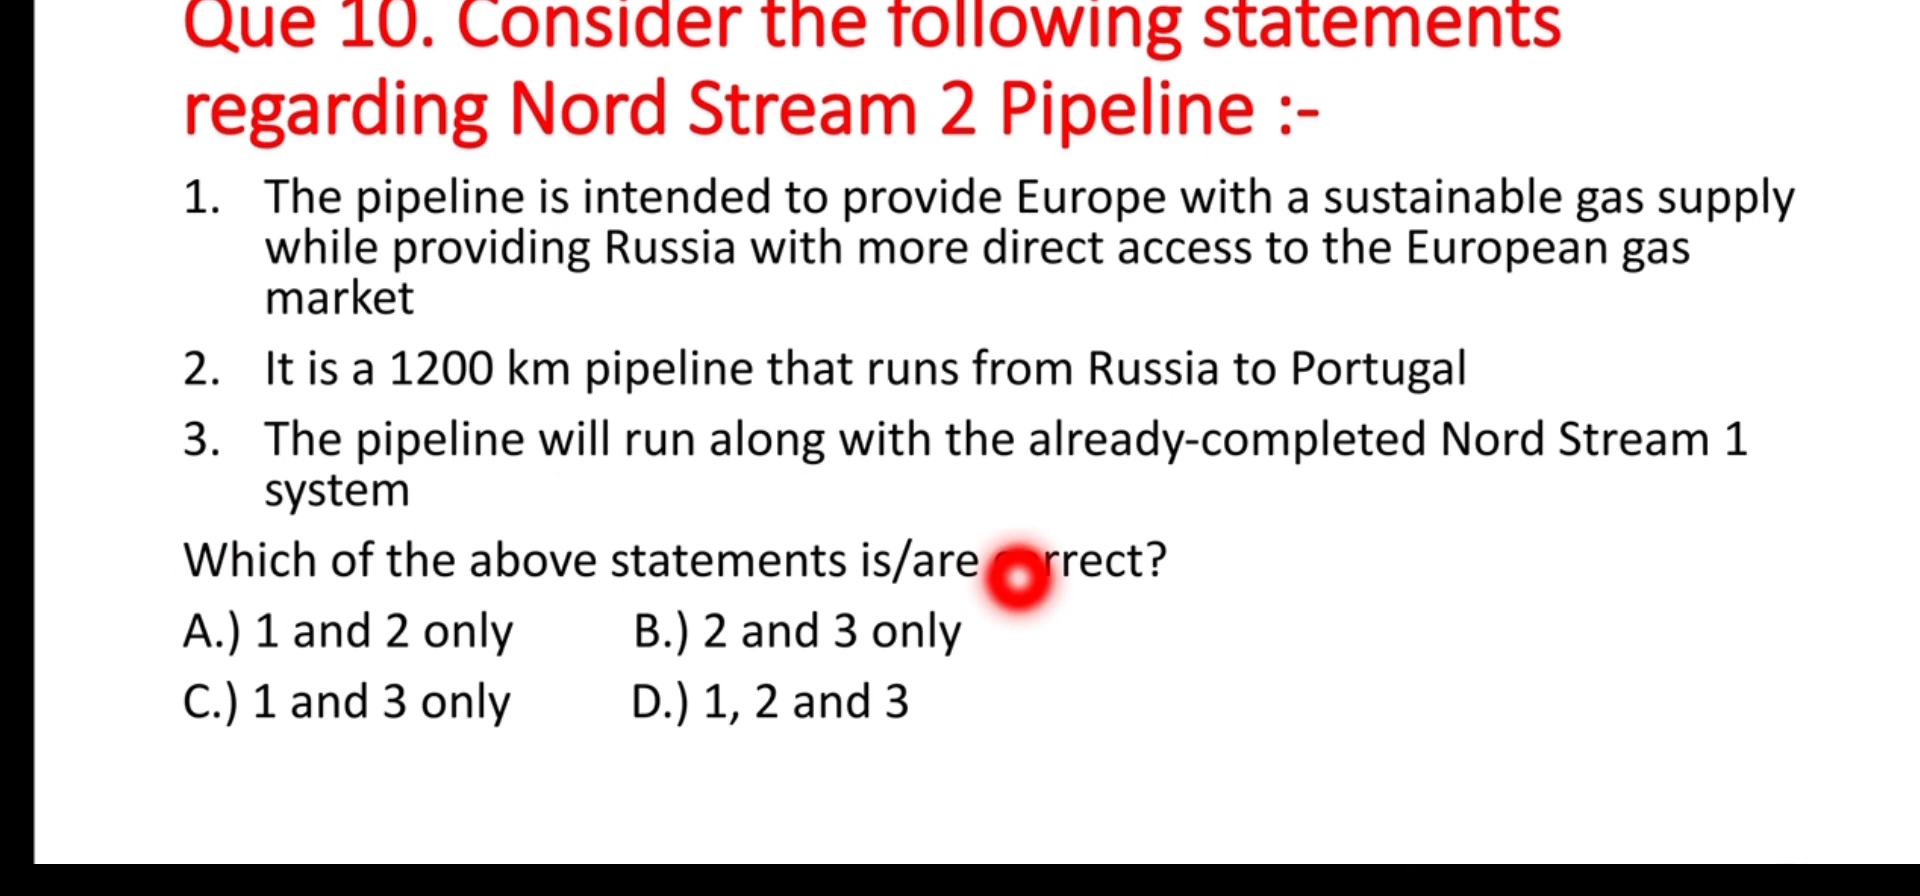 Que 10. Consider the following statements
regarding Nord Stream 2 Pipeline :-
1. The pipeline is intended to provide Europe with a sustainable gas supply
while providing Russia with more direct access to the European gas
market
2. It is a 1200 km pipeline that runs from Russia to Portugal
3. The pipeline will run along with the already-completed Nord Stream 1
system
Which of the above statements is/are rrect?
A.) 1 and 2 only B.) 2 and 3 only
C.) 1 and 3 only D.) 1, 2 and 3